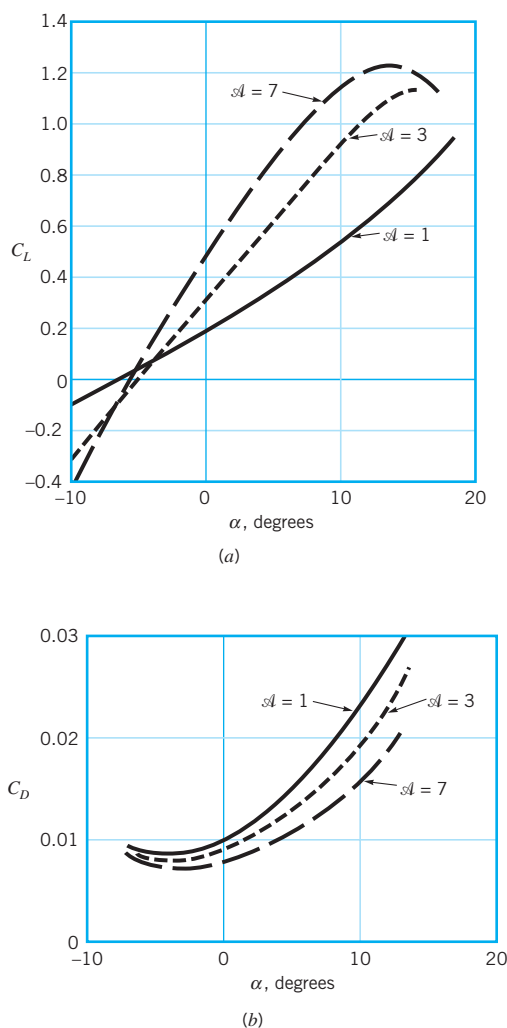 1.4
1.2
𝒜 = 7
1.0
𝒜 = 3
0.8
0.6
𝒜 = 1
C_L
0.4
0.2
0
–0.2
–0.4
–10 0 10 20
α, degrees
(a)
0.03
𝒜 = 1 𝒜 = 3
0.02
C_D
𝒜 = 7
0.01
0
–10 0 10 20
α, degrees
(b)